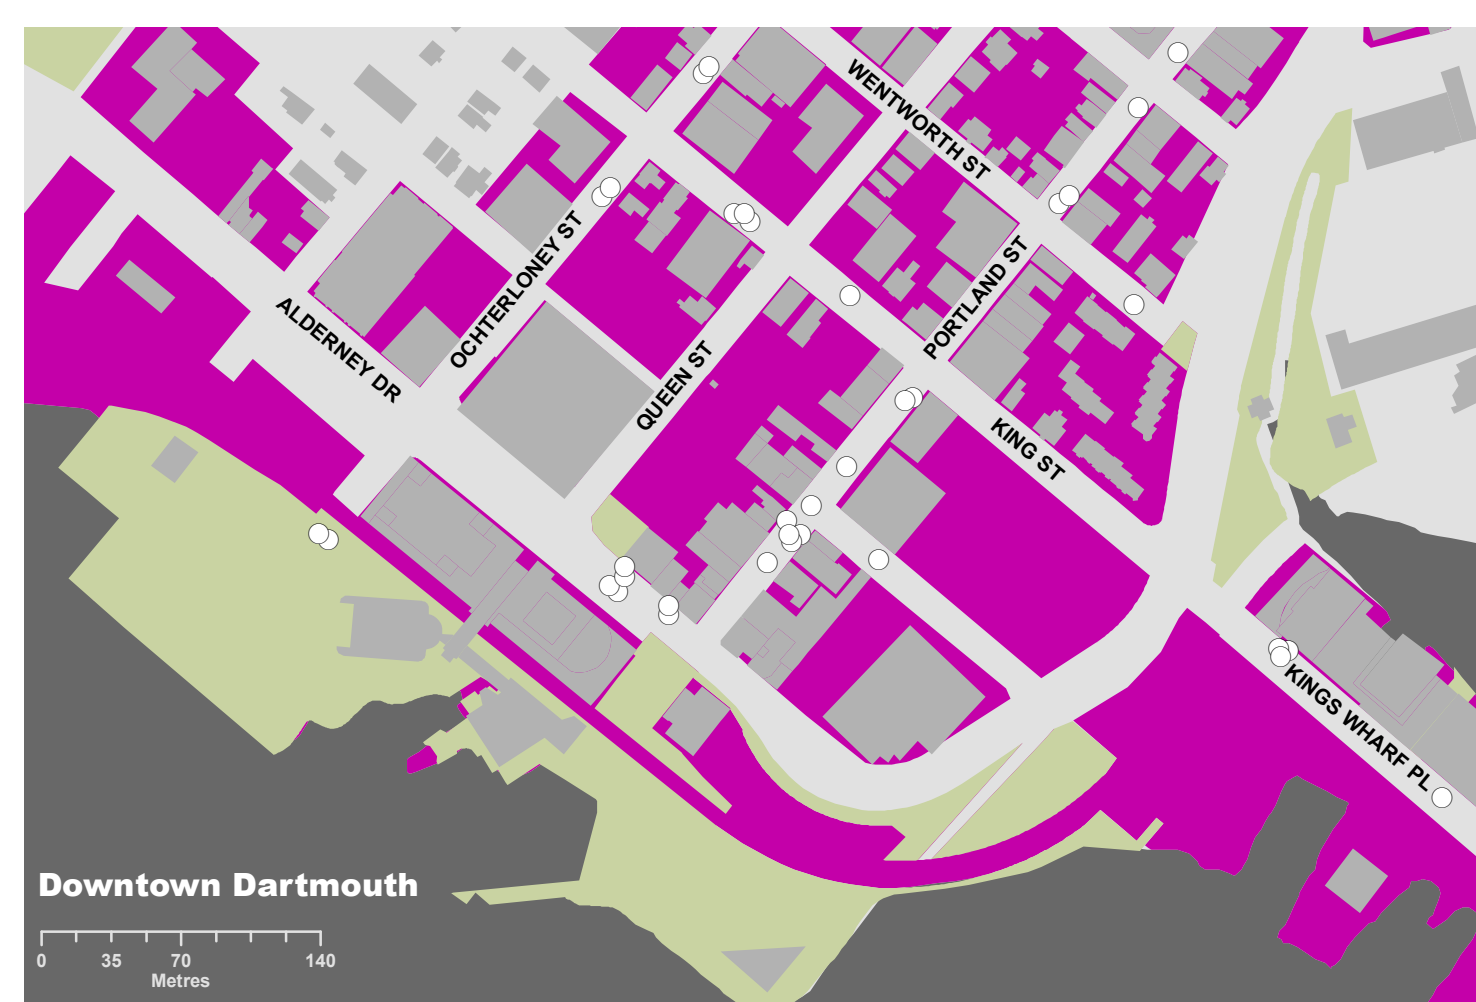 WENTWORTH ST
OCHTERLONEY ST
PORTLAND ST
ALDERNEY DR
QUEEN ST
KING ST
KINGS WHARF PL
Downtown Dartmouth
0 35 70 140
Metres